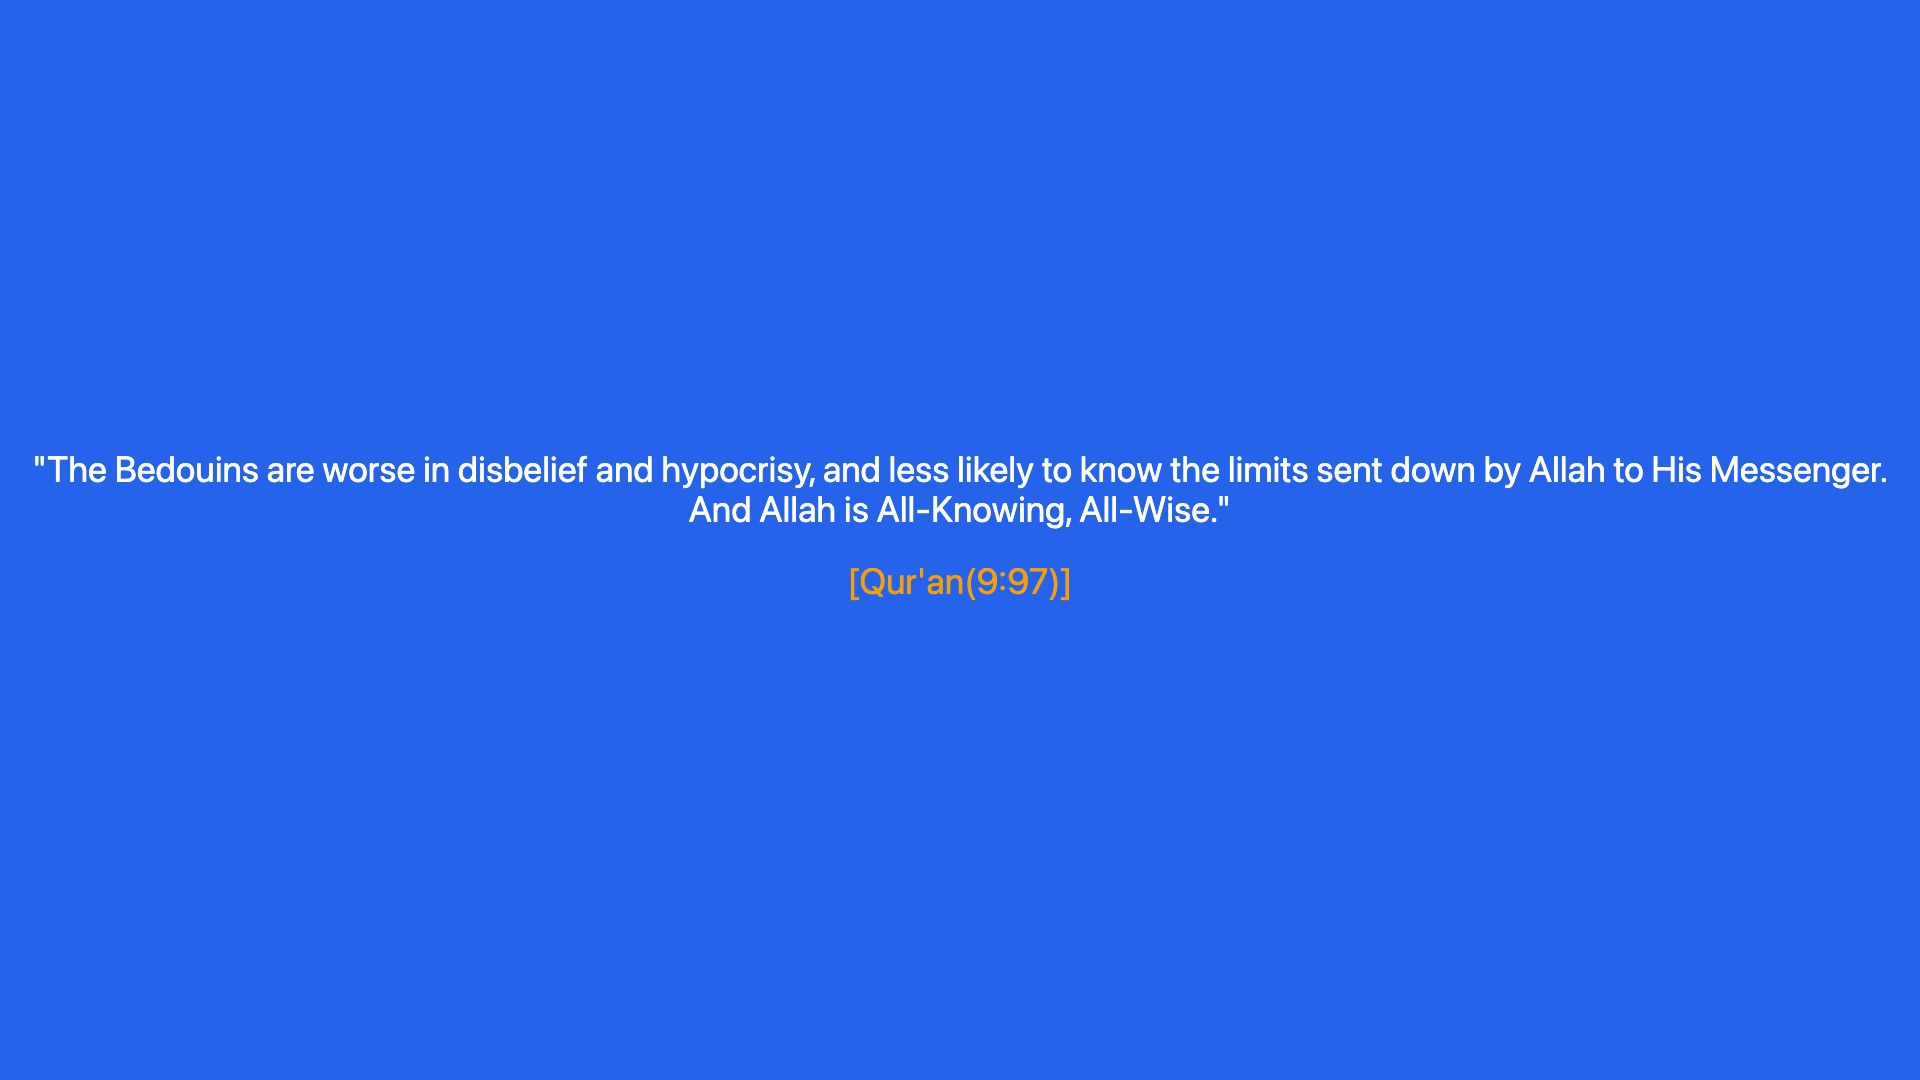 "The Bedouins are worse in disbelief and hypocrisy, and less likely to know the limits sent down by Allah to His Messenger.
And Allah is All-Knowing, All-Wise."
[Qur'an(9:97)]